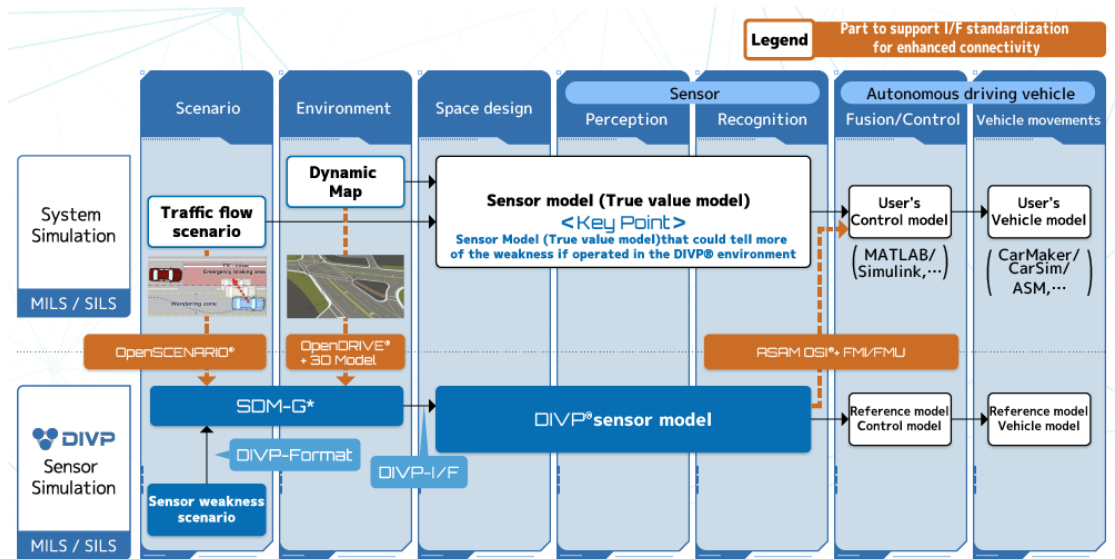 Legend
Part to support I/F standardization
for enhanced connectivity
Scenario
Environment
Space design
Sensor
Perception
Recognition
Autonomous driving vehicle
Fusion/Control
Vehicle movements
System
Simulation
MILS / SILS
Traffic flow
scenario
Dynamic
Map
Sensor model (True value model)
<Key Point>
Sensor Model (True value model)that could tell more
of the weakness if operated in the DIVP® environment
User's
Control model
(MATLAB/
Simulink,…)
User's
Vehicle model
(CarMaker/
CarSim/
ASM,…)
Emergency braking area
Wandering zone
OpenSCENARIO®
OpenDRIVE®
+ 3D Model
ASAM OSI®+ FMI/FMU
DIVP
Sensor
Simulation
MILS / SILS
SDM-G*
DIVP® sensor model
Reference model
Control model
Reference model
Vehicle model
DIVP-Format
DIVP-I/F
Sensor weakness
scenario